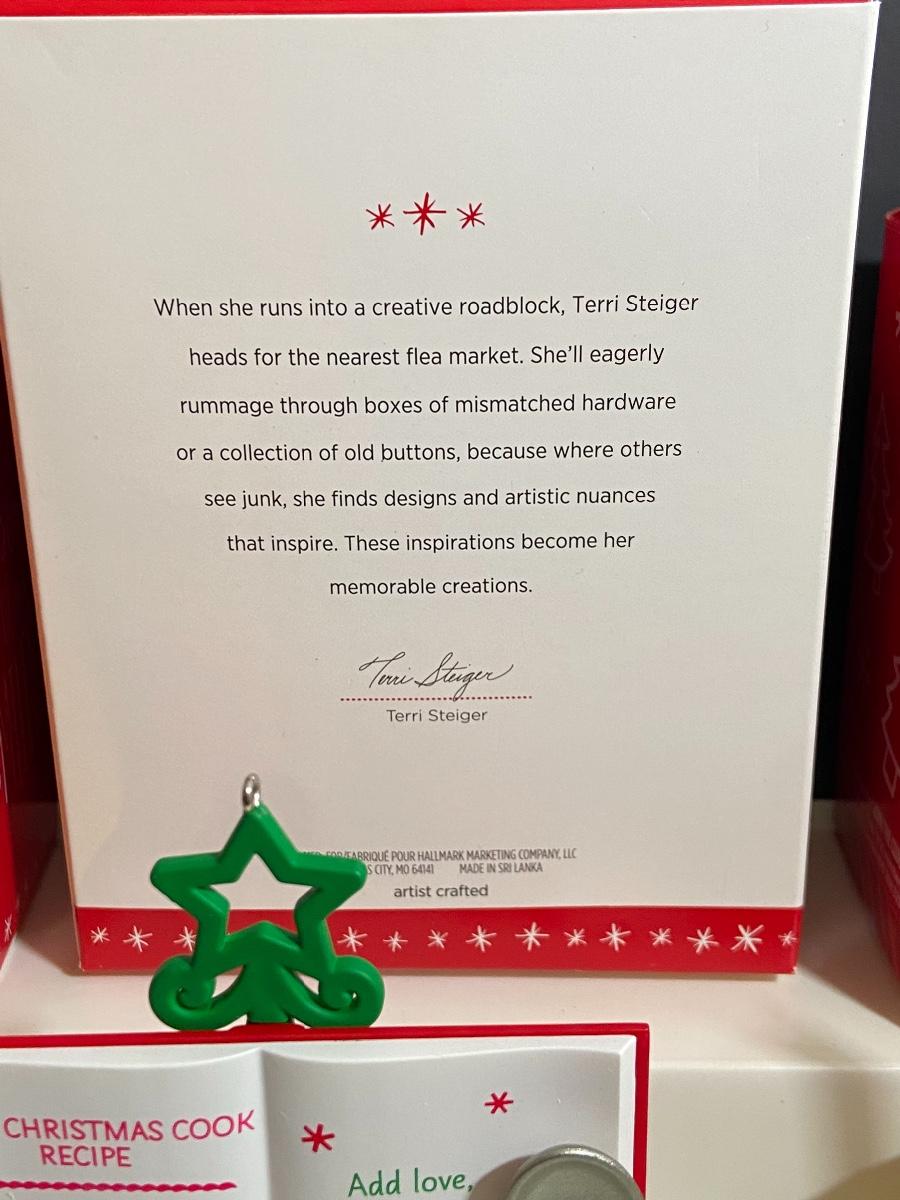 When she runs into a creative roadblock, Terri Steiger
heads for the nearest flea market. She'll eagerly
rummage through boxes of mismatched hardware
or a collection of old buttons, because where others
see junk, she finds designs and artistic nuances
that inspire. These inspirations become her
memorable creations.
Terri Steiger
Terri Steiger
FOR/FABRIQUÉ POUR HALLMARK MARKETING COMPANY, LLC
CITY, MO 64141 MADE IN SRI LANKA
artist crafted
CHRISTMAS COOK
RECIPE
Add love,